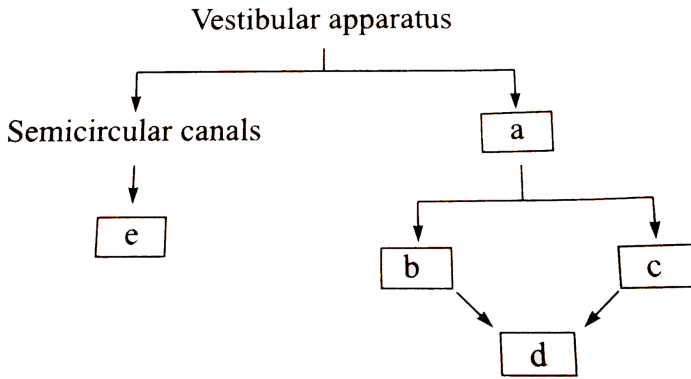 Vestibular apparatus
Semicircular canals
a
e
b
c
d